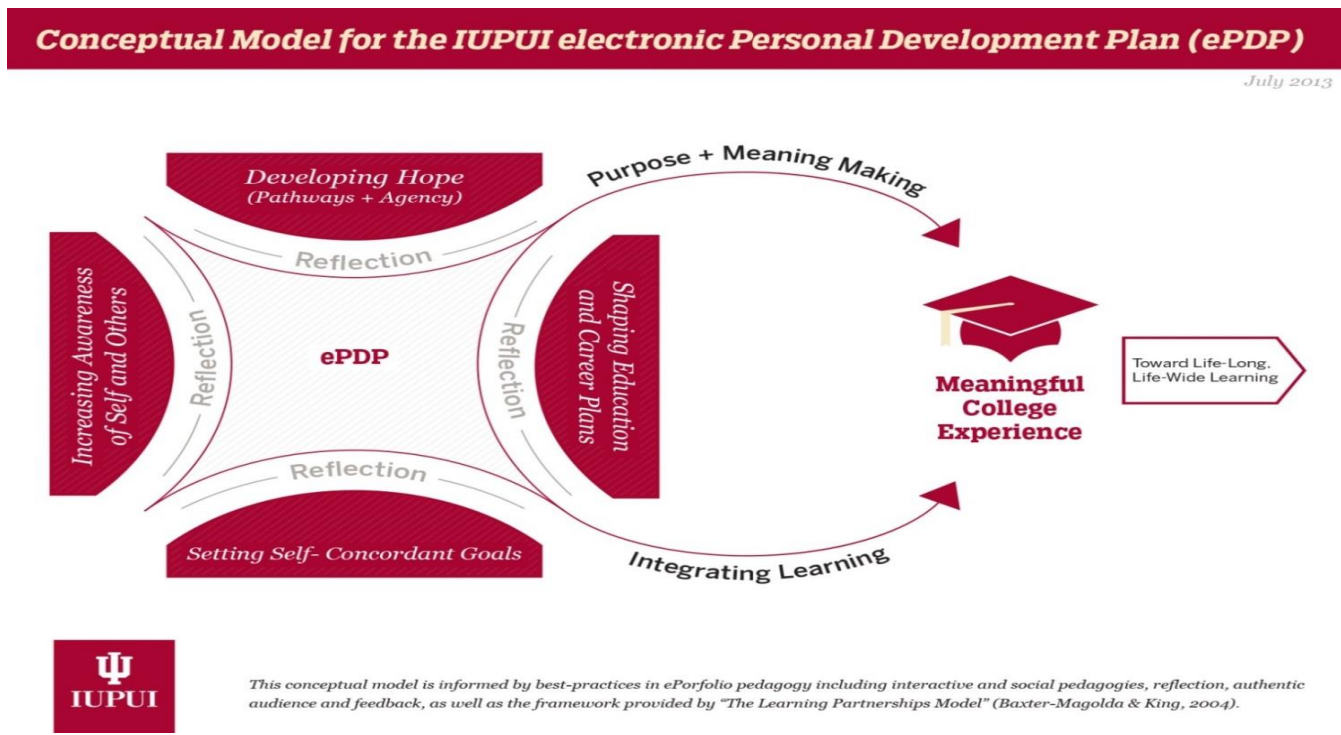 Conceptual Model for the IUPUI electronic Personal Development Plan (ePDP)
July 2013
Developing Hope
(Pathways + Agency)
Reflection
Increasing Awareness
of Self and Others
Reflection
ePDP
Reflection
Shaping Education
and Career Plans
Reflection
Setting Self- Concordant Goals
Purpose + Meaning Making
Integrating Learning
Meaningful
College
Experience
Toward Life-Long,
Life-Wide Learning
IUPUI
This conceptual model is informed by best-practices in ePorfolio pedagogy including interactive and social pedagogies, reflection, authentic
audience and feedback, as well as the framework provided by “The Learning Partnerships Model” (Baxter-Magolda & King, 2004).